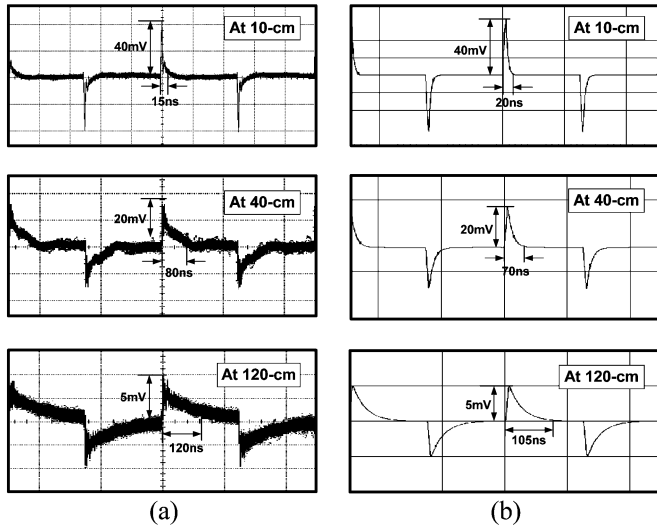 At 10-cm
40mV
15ns
At 40-cm
20mV
80ns
At 120-cm
5mV
120ns
(a)
At 10-cm
40mV
20ns
At 40-cm
20mV
70ns
At 120-cm
5mV
105ns
(b)